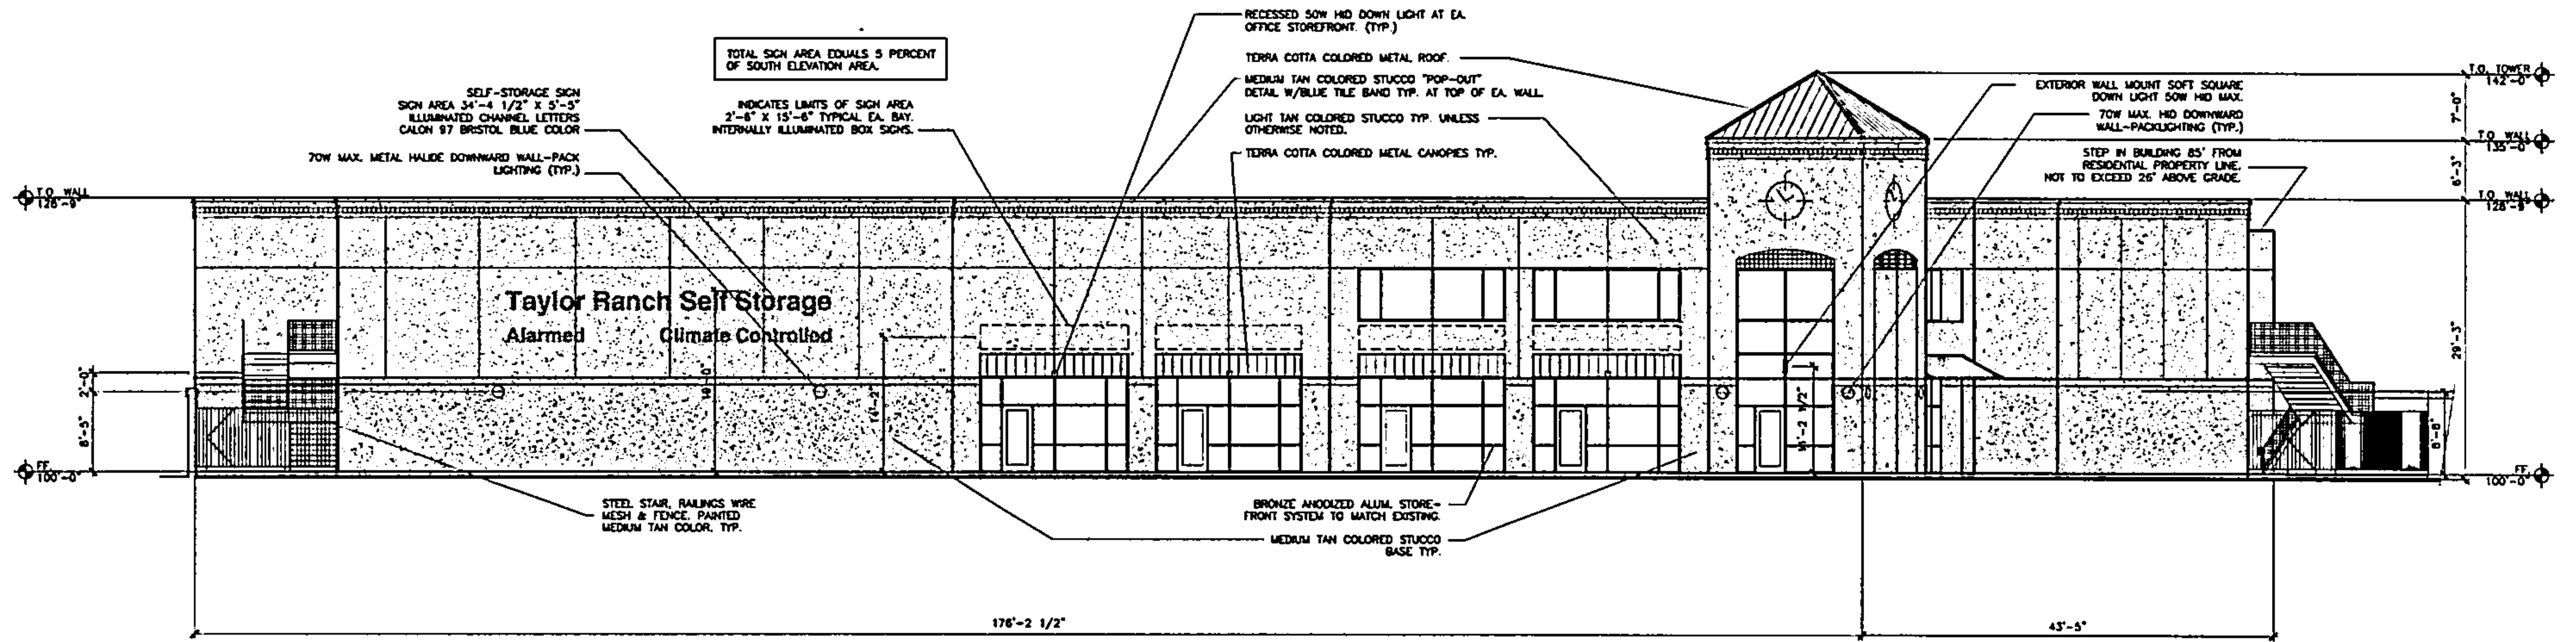 RECESSED 50W HID DOWN LIGHT AT EA.
OFFICE STOREFRONT. (TYP.)
TOTAL SIGN AREA EQUALS 5 PERCENT
OF SOUTH ELEVATION AREA.
TERRA COTTA COLORED METAL ROOF.
MEDIUM TAN COLORED STUCCO "POP-OUT"
DETAIL W/BLUE TILE BAND TYP. AT TOP OF EA. WALL
LIGHT TAN COLORED STUCCO TYP. UNLESS
OTHERWISE NOTED.
TERRA COTTA COLORED METAL CANOPIES TYP.
SELF-STORAGE SIGN
SIGN AREA 34'-4 1/2" X 5'-5"
ILLUMINATED CHANNEL LETTERS
CALON 97 BRISTOL BLUE COLOR
70W MAX. METAL HALIDE DOWNWARD WALL-PACK
LIGHTING (TYP.)
INDICATES LIMITS OF SIGN AREA
2'-6" X 15'-6" TYPICAL EA. BAY.
INTERNALLY ILLUMINATED BOX SIGNS.
EXTERIOR WALL MOUNT SOFT SQUARE
DOWN LIGHT 50W HID MAX.
70W MAX. HID DOWNWARD
WALL-PACKLIGHTING (TYP.)
STEP IN BUILDING 85' FROM
RESIDENTIAL PROPERTY LINE.
NOT TO EXCEED 26' ABOVE GRADE.
T.O. TOWER
142'-0"
7'-0"
T.O. WALL
135'-0"
6'-3"
T.O. WALL
128'-9"
T.O. WALL
128'-9"
29'-3"
Taylor Ranch Self Storage
Alarmed Climate Controlled
2'-0"
8'-5"
14'-2"
8'-8"
FF
100'-0"
FF
100'-0"
STEEL STAIR, RAILINGS WIRE
MESH & FENCE, PAINTED
MEDIUM TAN COLOR, TYP.
BRONZE ANODIZED ALUM. STORE-
FRONT SYSTEM TO MATCH EXISTING.
MEDIUM TAN COLORED STUCCO
BASE TYP.
176'-2 1/2"
43'-5"